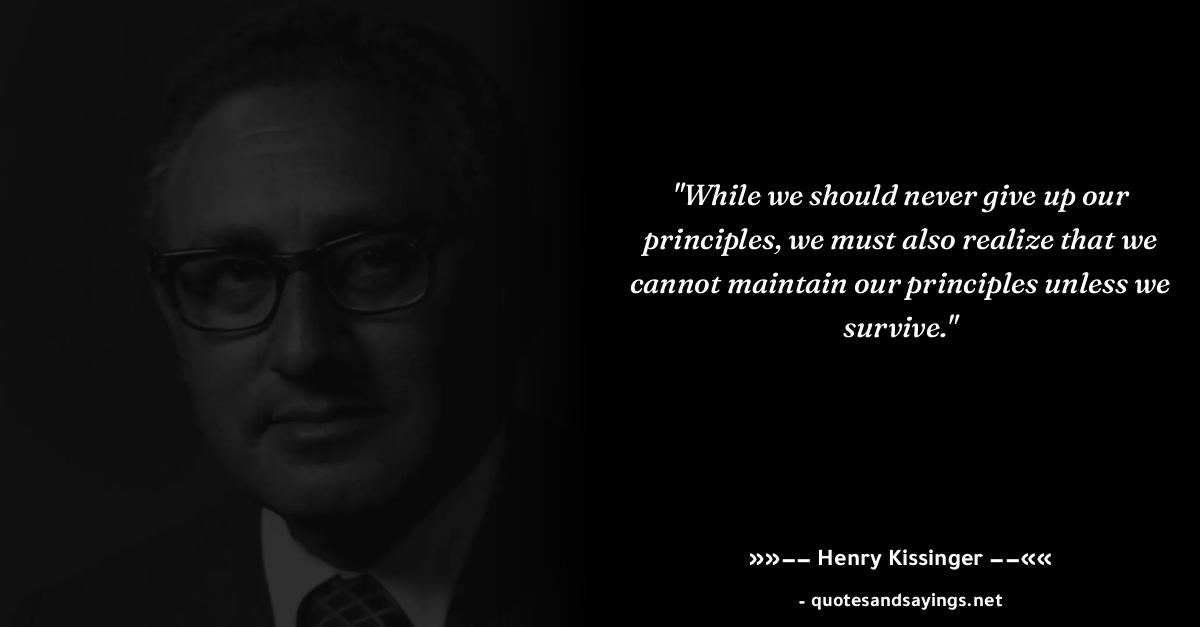 "While we should never give up our
principles, we must also realize that we
cannot maintain our principles unless we
survive."
»»−− Henry Kissinger −−««
- quotesandsayings.net